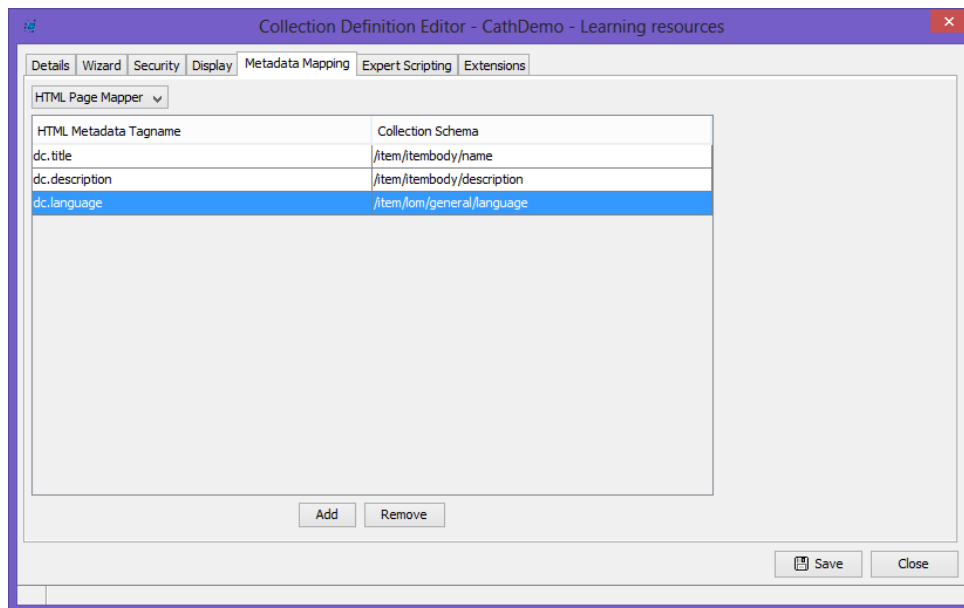 Collection Definition Editor - CathDemo - Learning resources
Details Wizard Security Display Metadata Mapping Expert Scripting Extensions
HTML Page Mapper
HTML Metadata Tagname Collection Schema
dc.title /item/itembody/name
dc.description /item/itembody/description
dc.language /item/lom/general/language
Add Remove
Save Close